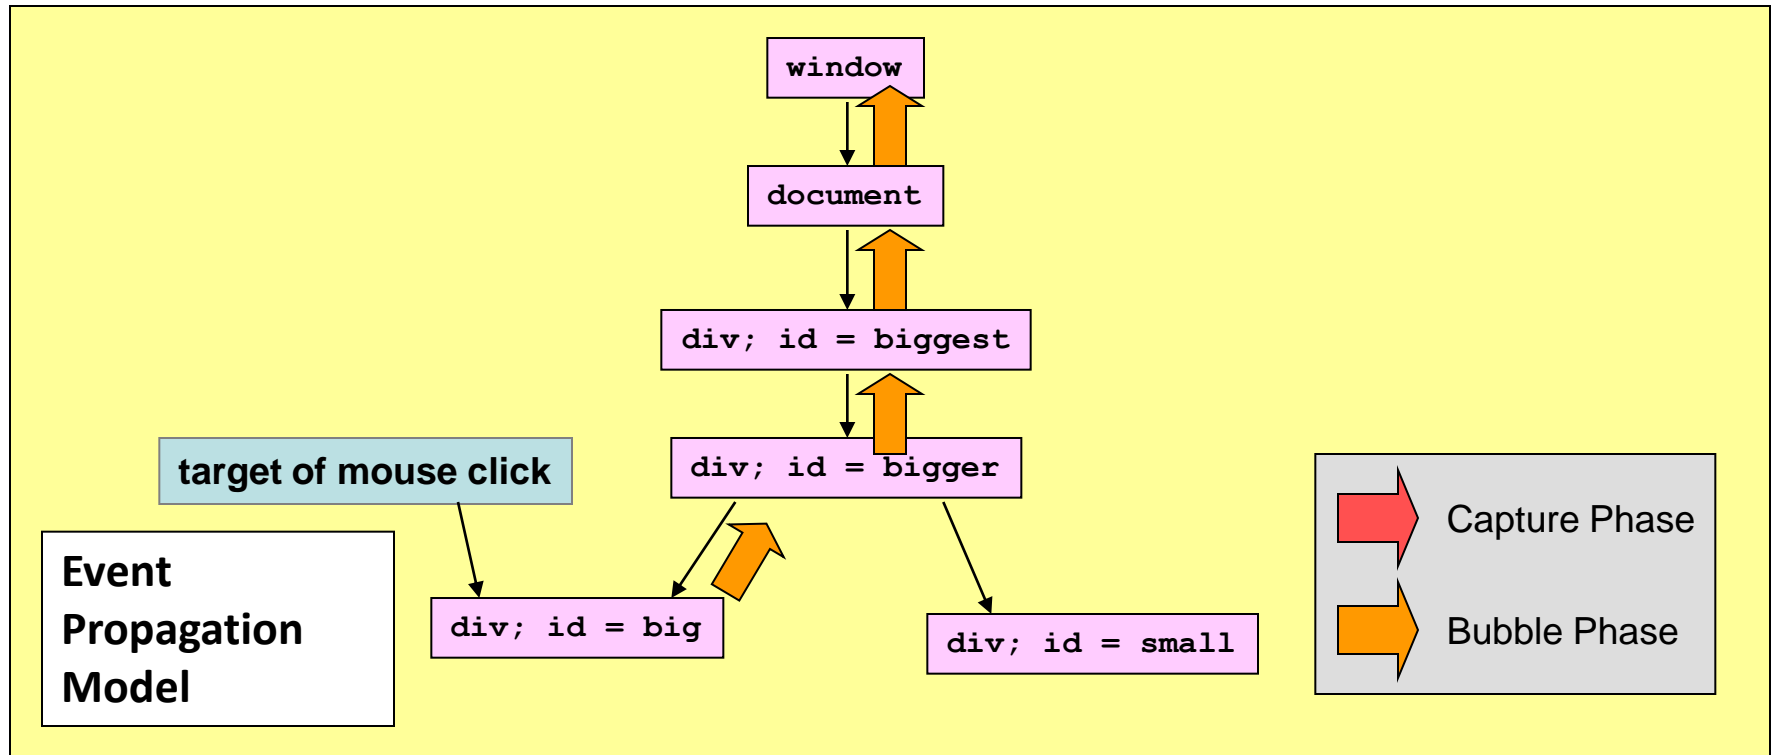 window
document
div; id = biggest
div; id = bigger
target of mouse click
div; id = big
div; id = small
Event
Propagation
Model
Capture Phase
Bubble Phase